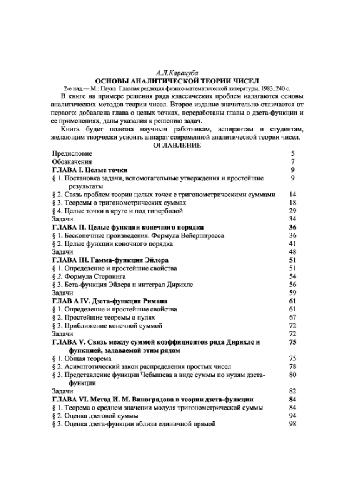 А.А.Карацуба
ОСНОВЫ АНАЛИТИЧЕСКОЙ ТЕОРИИ ЧИСЕЛ
2-е изд. — М.: Наука. Главная редакция физико-математической литературы, 1983. 240 с.
В книге на примере решения ряда классических проблем излагаются основы
аналитических методов теории чисел. Второе издание значительно отличается от
первого: добавлена глава о целых точках, переработаны главы о дзета-функции и
ее применениях, даны указания к решению задач.
Книга будет полезна научным работникам, аспирантам и студентам,
желающим творчески усвоить аппарат современной аналитической теории чисел.
ОГЛАВЛЕНИЕ
Предисловие 5
Обозначения 7
ГЛАВА I. Целые точки 9
§ 1. Постановка задачи, вспомогательные утверждения и простейшие 9
результаты
§ 2. Связь проблем теории целых точек с тригонометрическими суммами 14
§ 3. Теоремы о тригонометрических суммах 18
§ 4. Целые точки в круге и под гиперболой 29
Задачи 34
ГЛАВА II. Целые функции конечного порядка 36
§ 1. Бесконечные произведения. Формула Вейерштрасса 36
§ 2. Целые функции конечного порядка 41
Задачи 48
ГЛАВА III. Гамма-функция Эйлера 51
§ 1. Определение и простейшие свойства 51
§ 2. Формула Стирлинга 54
§ 3. Бета-функция Эйлера и интеграл Дирихле 56
Задачи 59
ГЛАВА IV. Дзета-функция Римана 61
§ 1. Определение и простейшие свойства 61
§ 2. Простейшие теоремы о нулях 67
§ 3. Приближение конечной суммой 72
Задачи 72
ГЛАВА V. Связь между суммой коэффициентов ряда Дирихле и 75
функцией, задаваемой этим рядом
§ 1. Общая теорема 75
§ 2. Асимптотический закон распределения простых чисел 78
§ 3. Представление функции Чебышева в виде суммы по нулям дзета- 80
функции
Задачи 82
ГЛАВА VI. Метод И. М. Виноградова в теории дзета-функции 84
§ 1. Теорема о среднем значении модуля тригонометрической суммы 84
§ 2. Оценка дзетовой суммы 94
§ 3. Оценка дзета-функции вблизи единичной прямой 98